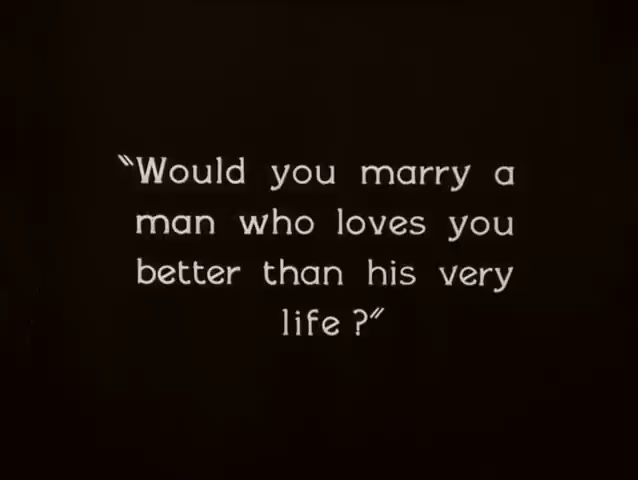 "Would you marry a
man who loves you
better than his very
life?"